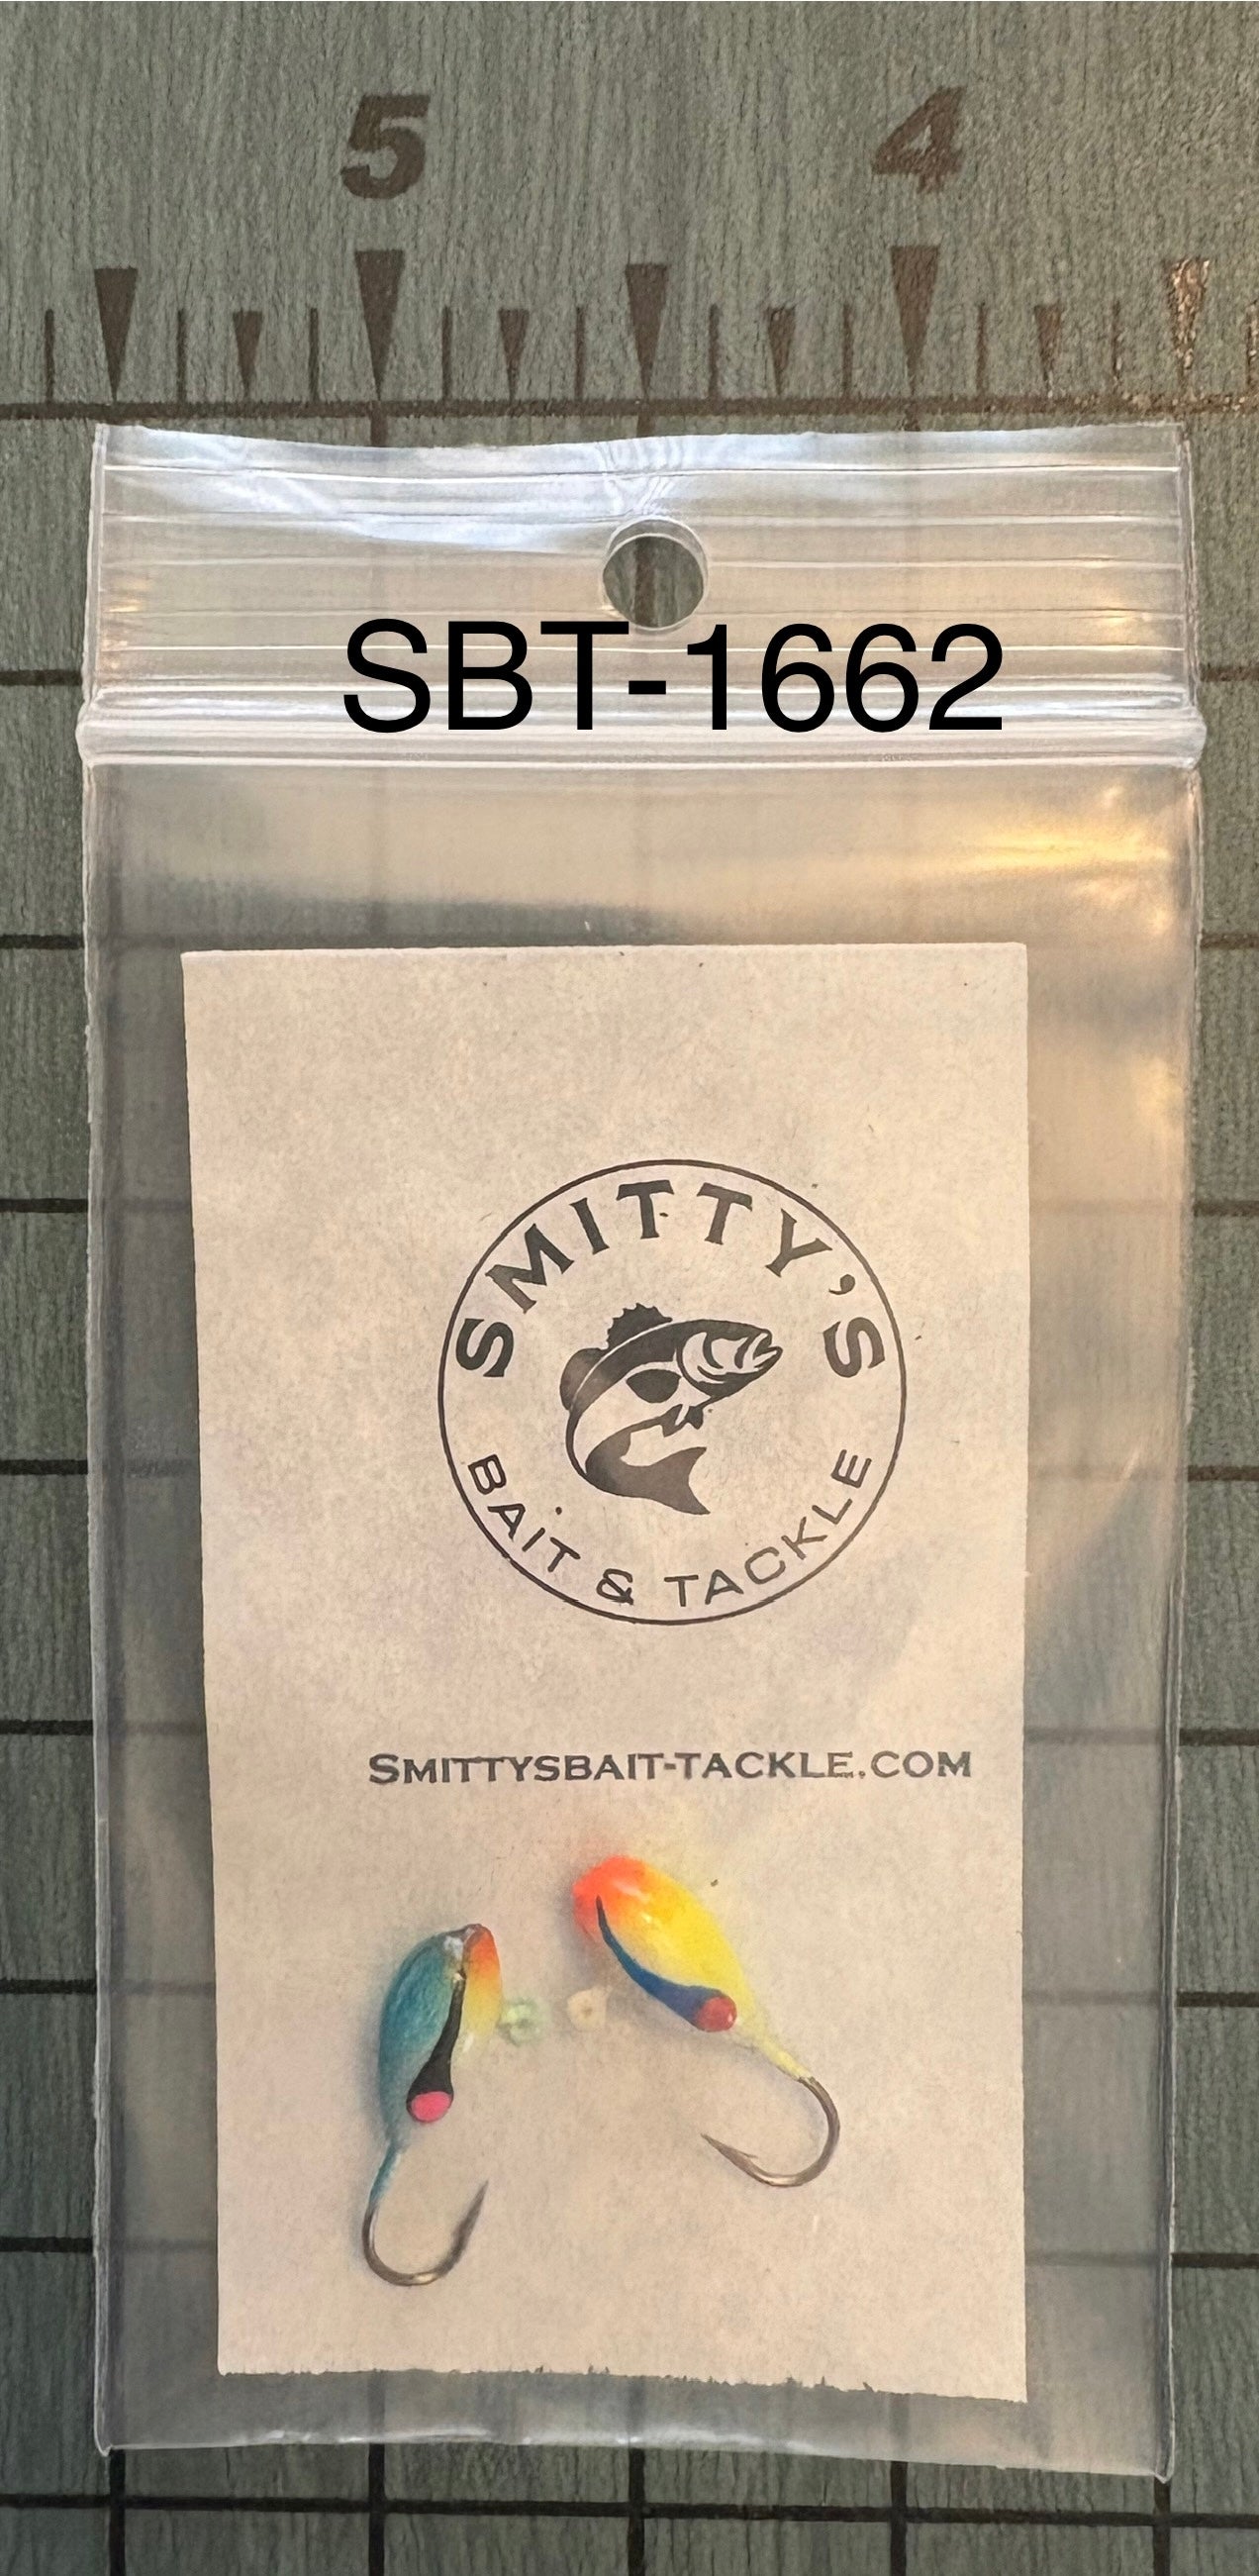 5 4
SBT-1662
SMITTY'S
BAIT & TACKLE
SMITTYSBAIT-TACKLE.COM